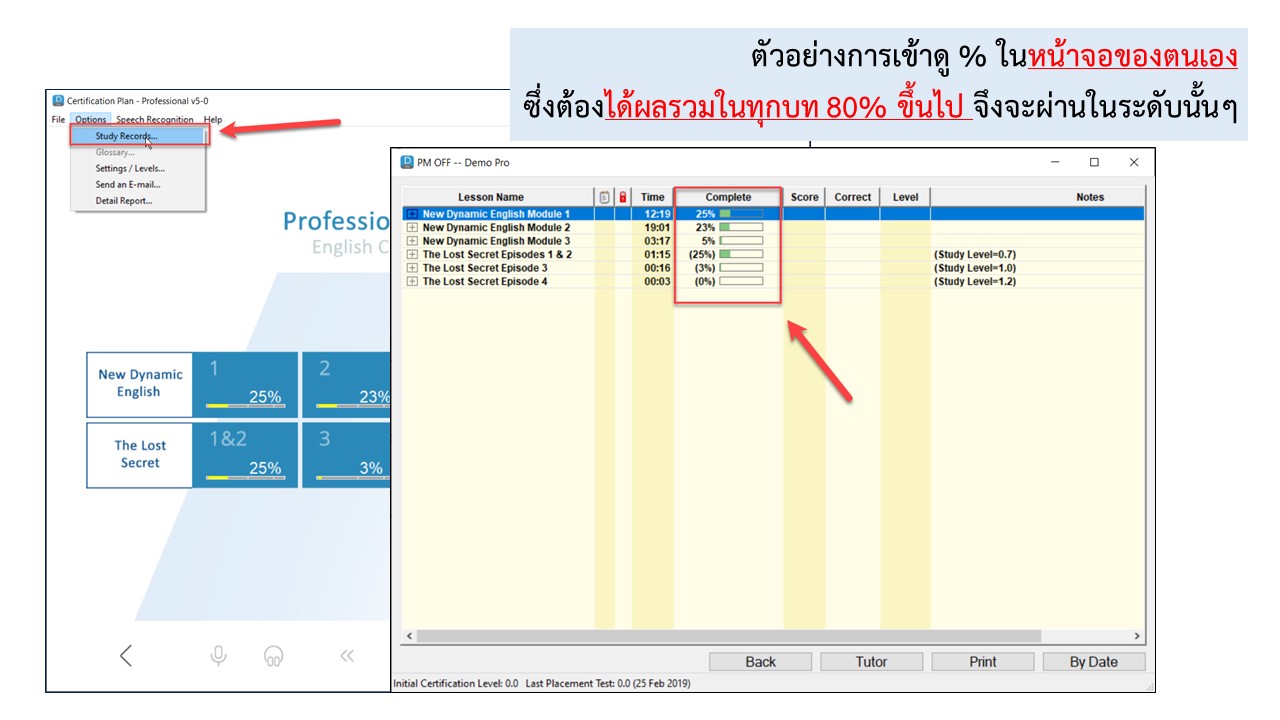 ตัวอย่างการเข้าดู % ในหน้าจอของตนเอง
ซึ่งต้องได้ผลรวมในทุกบท 80% ขึ้นไป จึงจะผ่านในระดับนั้นๆ
Certification Plan - Professional v5-0
File Options Speech Recognition Help
Study Records...
Glossary...
Settings / Levels...
Send an E-mail...
Detail Report...
Professio
English C
New Dynamic
English
1
25%
2
23%
The Lost
Secret
1&2
25%
3
3%
PM OFF -- Demo Pro
Lesson Name Time Complete Score Correct Level Notes
New Dynamic English Module 1 12:19 25%
New Dynamic English Module 2 19:01 23%
New Dynamic English Module 3 03:17 5%
The Lost Secret Episodes 1 & 2 01:15 (25%) (Study Level=0.7)
The Lost Secret Episode 3 00:16 (3%) (Study Level=1.0)
The Lost Secret Episode 4 00:03 (0%) (Study Level=1.2)
Back Tutor Print By Date
Initial Certification Level: 0.0 Last Placement Test: 0.0 (25 Feb 2019)